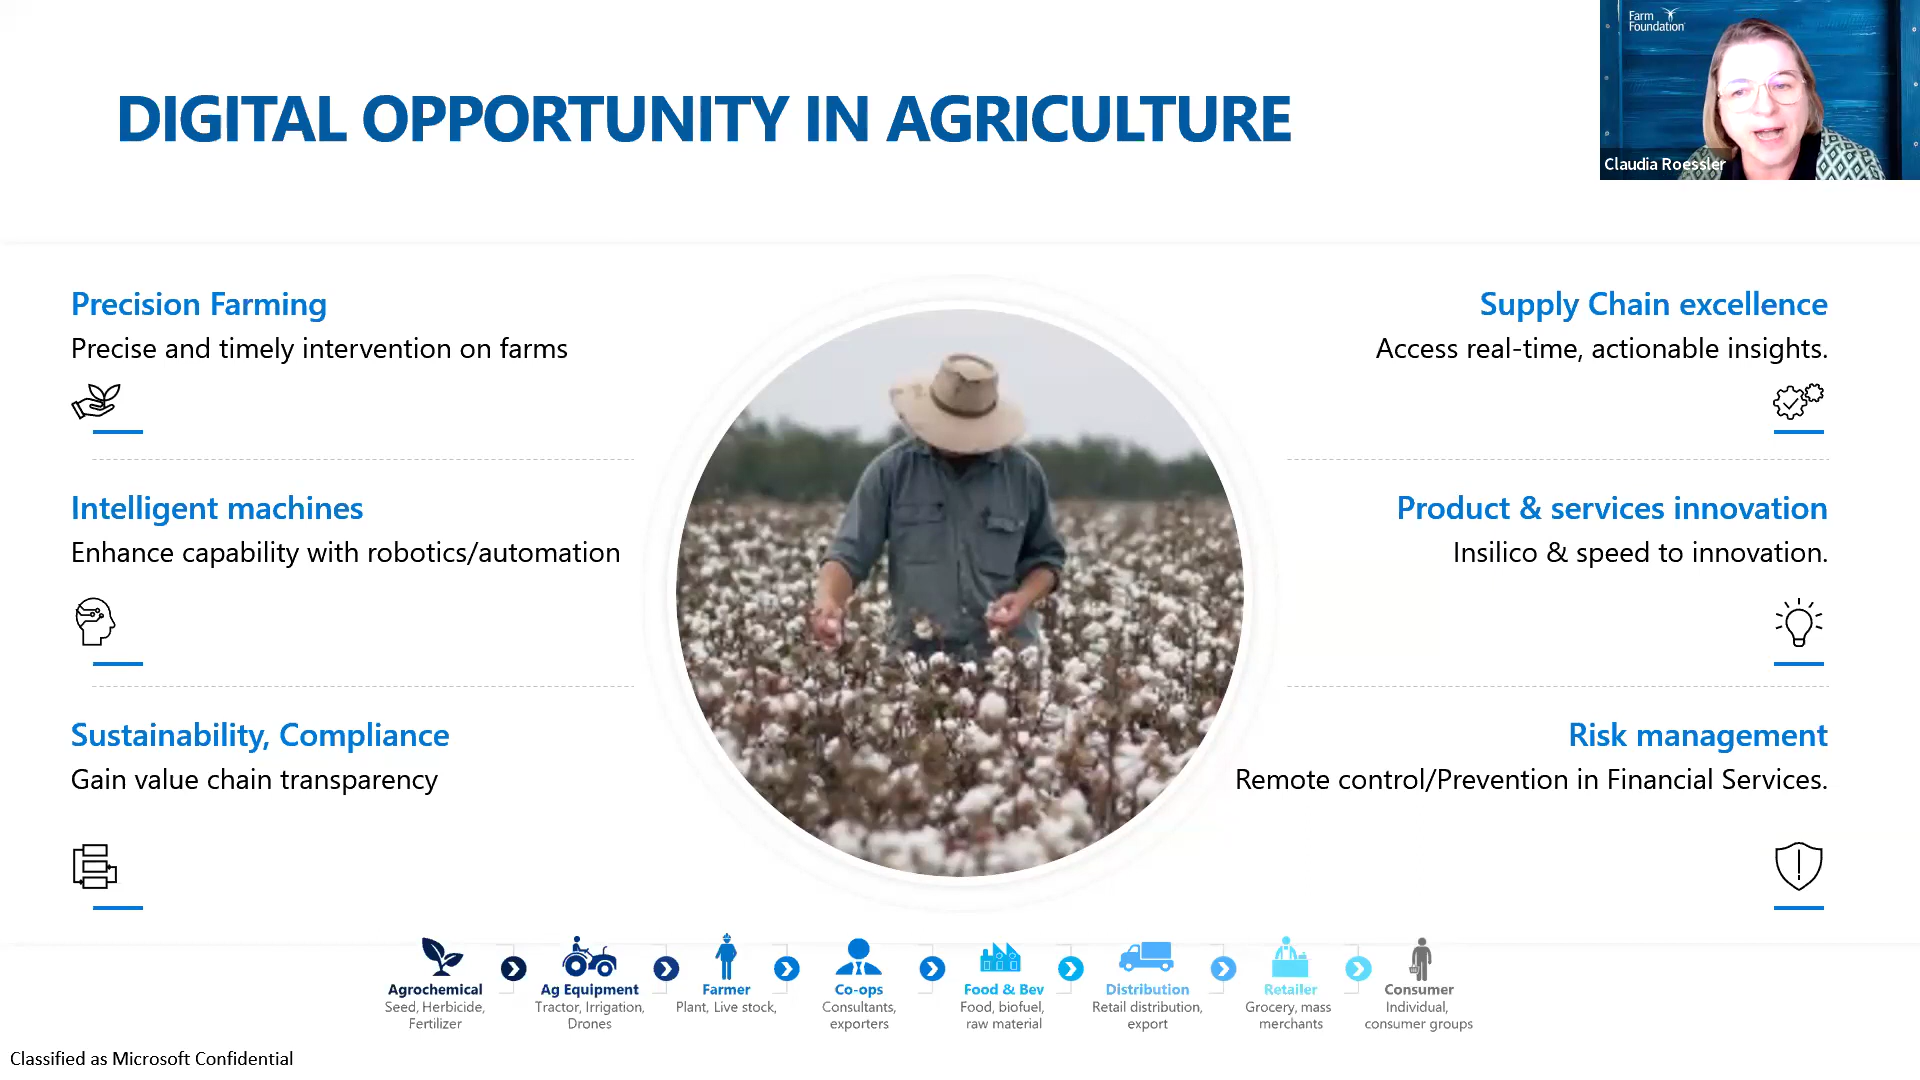 DIGITAL OPPORTUNITY IN AGRICULTURE
Farm
Foundation
Claudia Roessler
Precision Farming
Precise and timely intervention on farms
Intelligent machines
Enhance capability with robotics/automation
Sustainability, Compliance
Gain value chain transparency
Supply Chain excellence
Access real-time, actionable insights.
Product & services innovation
Insilico & speed to innovation.
Risk management
Remote control/Prevention in Financial Services.
Agrochemical
Seed, Herbicide,
Fertilizer
Ag Equipment
Tractor, Irrigation,
Drones
Farmer
Plant, Live stock,
Co-ops
Consultants,
exporters
Food & Bev
Food, biofuel,
raw material
Distribution
Retail distribution,
export
Retailer
Grocery, mass
merchants
Consumer
Individual,
consumer groups
Classified as Microsoft Confidential